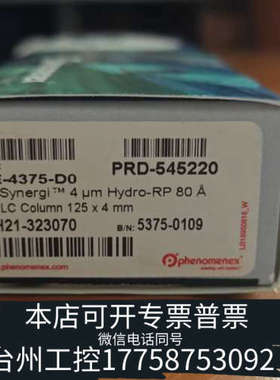 E-4375-D0
PRD-545220
Synergi™ 4 µm Hydro-RP 80 Å
LC Column 125 x 4 mm
H21-323070
B/N: 5375-0109
phenomenex
本店可开专票普票
微信电话同号
台州工控17758753092